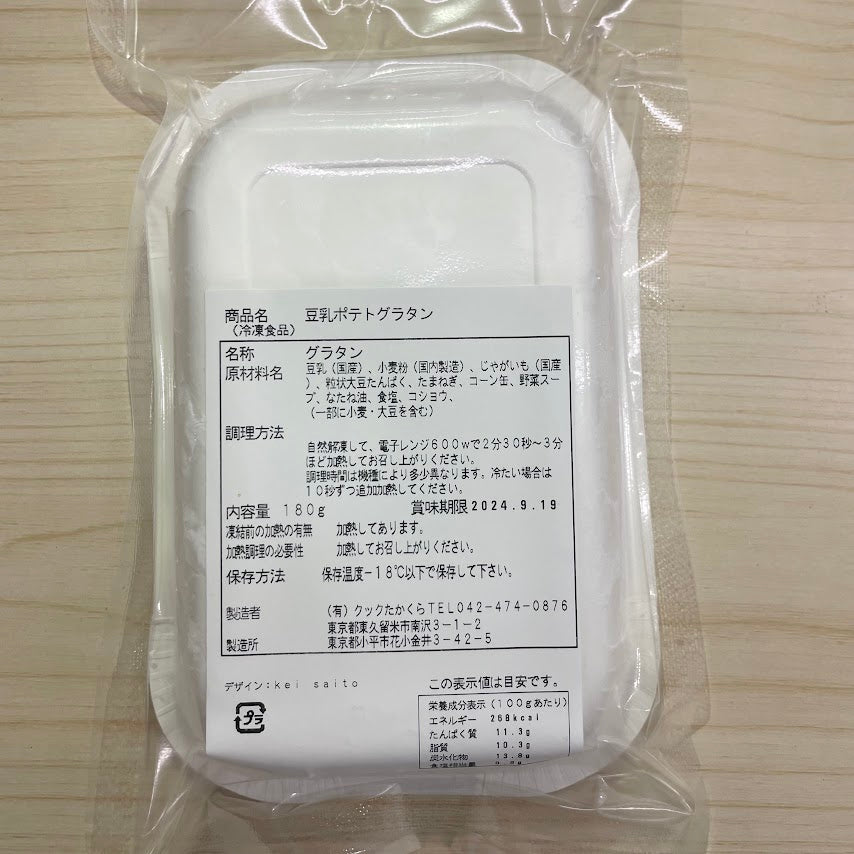 商品名 豆乳ポテトグラタン
(冷凍食品)
名称 グラタン
原材料名 豆乳(国産)、小麦粉(国内製造)、じゃがいも(国産
)、粒状大豆たんぱく、たまねぎ、コーン缶、野菜スー
プ、なたね油、食塩、コショウ、
(一部に小麦・大豆を含む)
調理方法
自然解凍して、電子レンジ600wで2分30秒～3分
ほど加熱してお召し上がりください。
調理時間は機種により多少異なります。冷たい場合は
10秒ずつ追加加熱してください。
内容量 180g 賞味期限2024.9.19
凍結前の加熱の有無 加熱してあります。
加熱調理の必要性 加熱してお召し上がりください。
保存方法 保存温度－18℃以下で保存して下さい。
製造者 (有)クックたかくらTEL042-474-0876
東京都東久留米市南沢3-1-2
製造所 東京都小平市花小金井3-42-5
デザイン:kei saito この表示値は目安です。
プラ
栄養成分表示(100gあたり)
エネルギー 268kcal
たんぱく質 11.3g
脂質 10.3g
炭水化物 13.8g